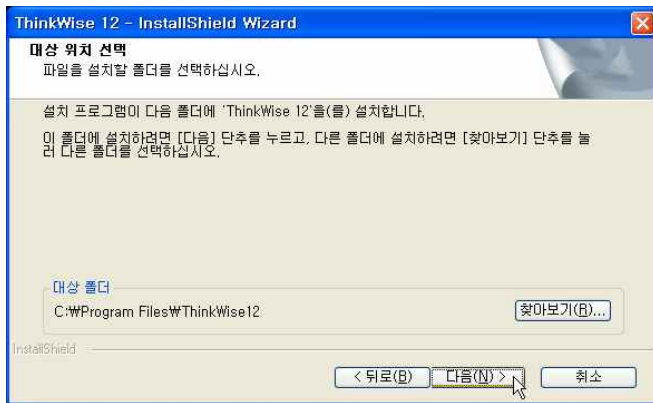 ThinkWise 12 - InstallShield Wizard
대상 위치 선택
파일을 설치할 폴더를 선택하십시오.
설치 프로그램이 다음 폴더에 'ThinkWise 12'을(를) 설치합니다.
이 폴더에 설치하려면 [다음] 단추를 누르고, 다른 폴더에 설치하려면 [찾아보기] 단추를 눌
러 다른 폴더를 선택하십시오.
대상 폴더
C:₩Program Files₩ThinkWise12
찾아보기(R)...
InstallShield
< 뒤로(B)
다음(N) >
취소